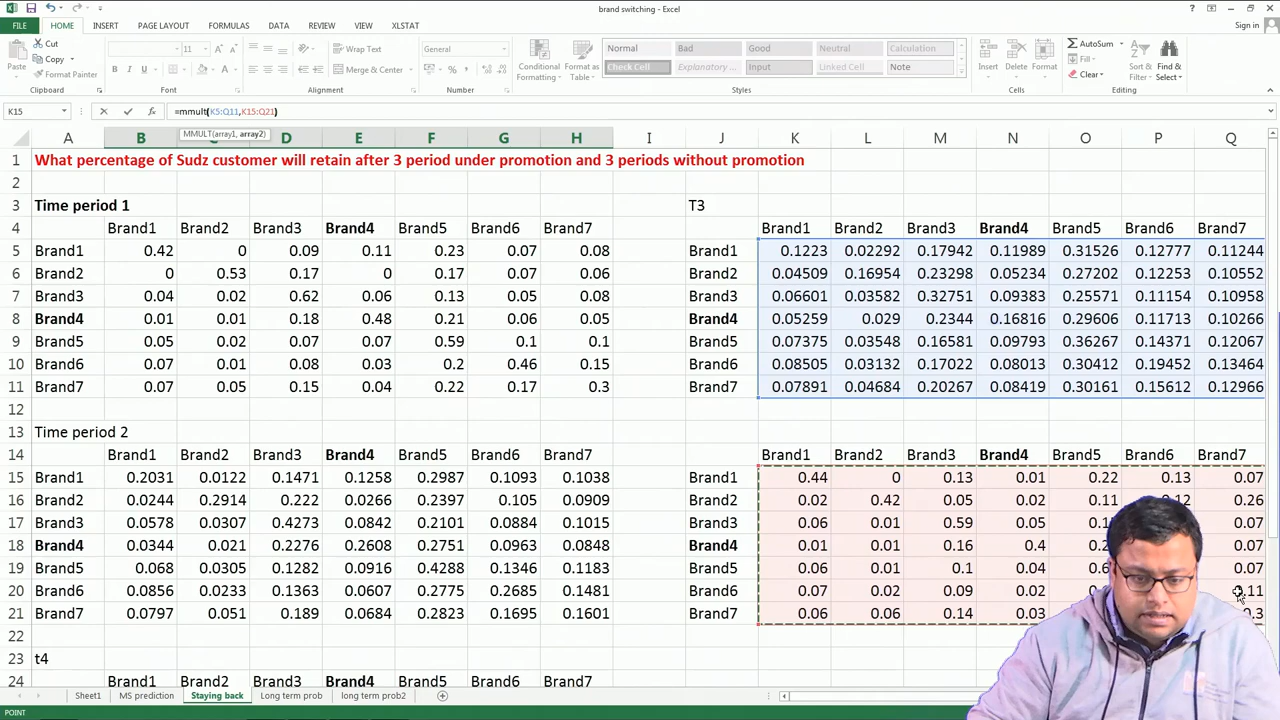 brand switching - Excel
FILE HOME INSERT PAGE LAYOUT FORMULAS DATA REVIEW VIEW XLSTAT Sign in
Paste Cut Copy Format Painter Clipboard
11 Font
Wrap Text Merge & Center Alignment
General Number
Conditional Formatting Format as Table Normal Bad Good Neutral Calculation
Check Cell Explanatory ... Input Linked Cell Note Styles
Insert Delete Format Cells
AutoSum Fill Clear Sort & Filter Find & Select Editing
K15 =mmult(K5:Q11,K15:Q21)
MMULT(array1, array2)
A B C D E F G H I J K L M N O P Q
1 What percentage of Sudz customer will retain after 3 period under promotion and 3 periods without promotion
2
3 Time period 1 T3
4 Brand1 Brand2 Brand3 Brand4 Brand5 Brand6 Brand7 Brand1 Brand2 Brand3 Brand4 Brand5 Brand6 Brand7
5 Brand1 0.42 0 0.09 0.11 0.23 0.07 0.08 Brand1 0.1223 0.02292 0.17942 0.11989 0.31526 0.12777 0.11244
6 Brand2 0 0.53 0.17 0 0.17 0.07 0.06 Brand2 0.04509 0.16954 0.23298 0.05234 0.27202 0.12253 0.10552
7 Brand3 0.04 0.02 0.62 0.06 0.13 0.05 0.08 Brand3 0.06601 0.03582 0.32751 0.09383 0.25571 0.11154 0.10958
8 Brand4 0.01 0.01 0.18 0.48 0.21 0.06 0.05 Brand4 0.05259 0.029 0.2344 0.16816 0.29606 0.11713 0.10266
9 Brand5 0.05 0.02 0.07 0.07 0.59 0.1 0.1 Brand5 0.07375 0.03548 0.16581 0.09793 0.36267 0.14371 0.12067
10 Brand6 0.07 0.01 0.08 0.03 0.2 0.46 0.15 Brand6 0.08505 0.03132 0.17022 0.08013 0.30412 0.19452 0.13464
11 Brand7 0.07 0.05 0.15 0.04 0.22 0.17 0.3 Brand7 0.07891 0.04684 0.20267 0.08419 0.30161 0.15612 0.12966
12
13 Time period 2
14 Brand1 Brand2 Brand3 Brand4 Brand5 Brand6 Brand7 Brand1 Brand2 Brand3 Brand4 Brand5 Brand6 Brand7
15 Brand1 0.2031 0.0122 0.1471 0.1258 0.2987 0.1093 0.1038 Brand1 0.44 0 0.13 0.01 0.22 0.13 0.07
16 Brand2 0.0244 0.2914 0.222 0.0266 0.2397 0.105 0.0909 Brand2 0.02 0.42 0.05 0.02 0.11 0.26
17 Brand3 0.0578 0.0307 0.4273 0.0842 0.2101 0.0884 0.1015 Brand3 0.06 0.01 0.59 0.05 0.07
18 Brand4 0.0344 0.021 0.2276 0.2608 0.2751 0.0963 0.0848 Brand4 0.01 0.01 0.16 0.4 0.07
19 Brand5 0.068 0.0305 0.1282 0.0916 0.4288 0.1346 0.1183 Brand5 0.06 0.01 0.1 0.04 0.07
20 Brand6 0.0856 0.0233 0.1363 0.0607 0.2775 0.2685 0.1481 Brand6 0.07 0.02 0.09 0.02
21 Brand7 0.0797 0.051 0.189 0.0684 0.2823 0.1695 0.1601 Brand7 0.06 0.06 0.14 0.03
22
23 t4
24 Brand1 Brand2 Brand3 Brand4 Brand5 Brand6 Brand7
Sheet1 MS prediction Staying back Long term prob long term prob2
POINT